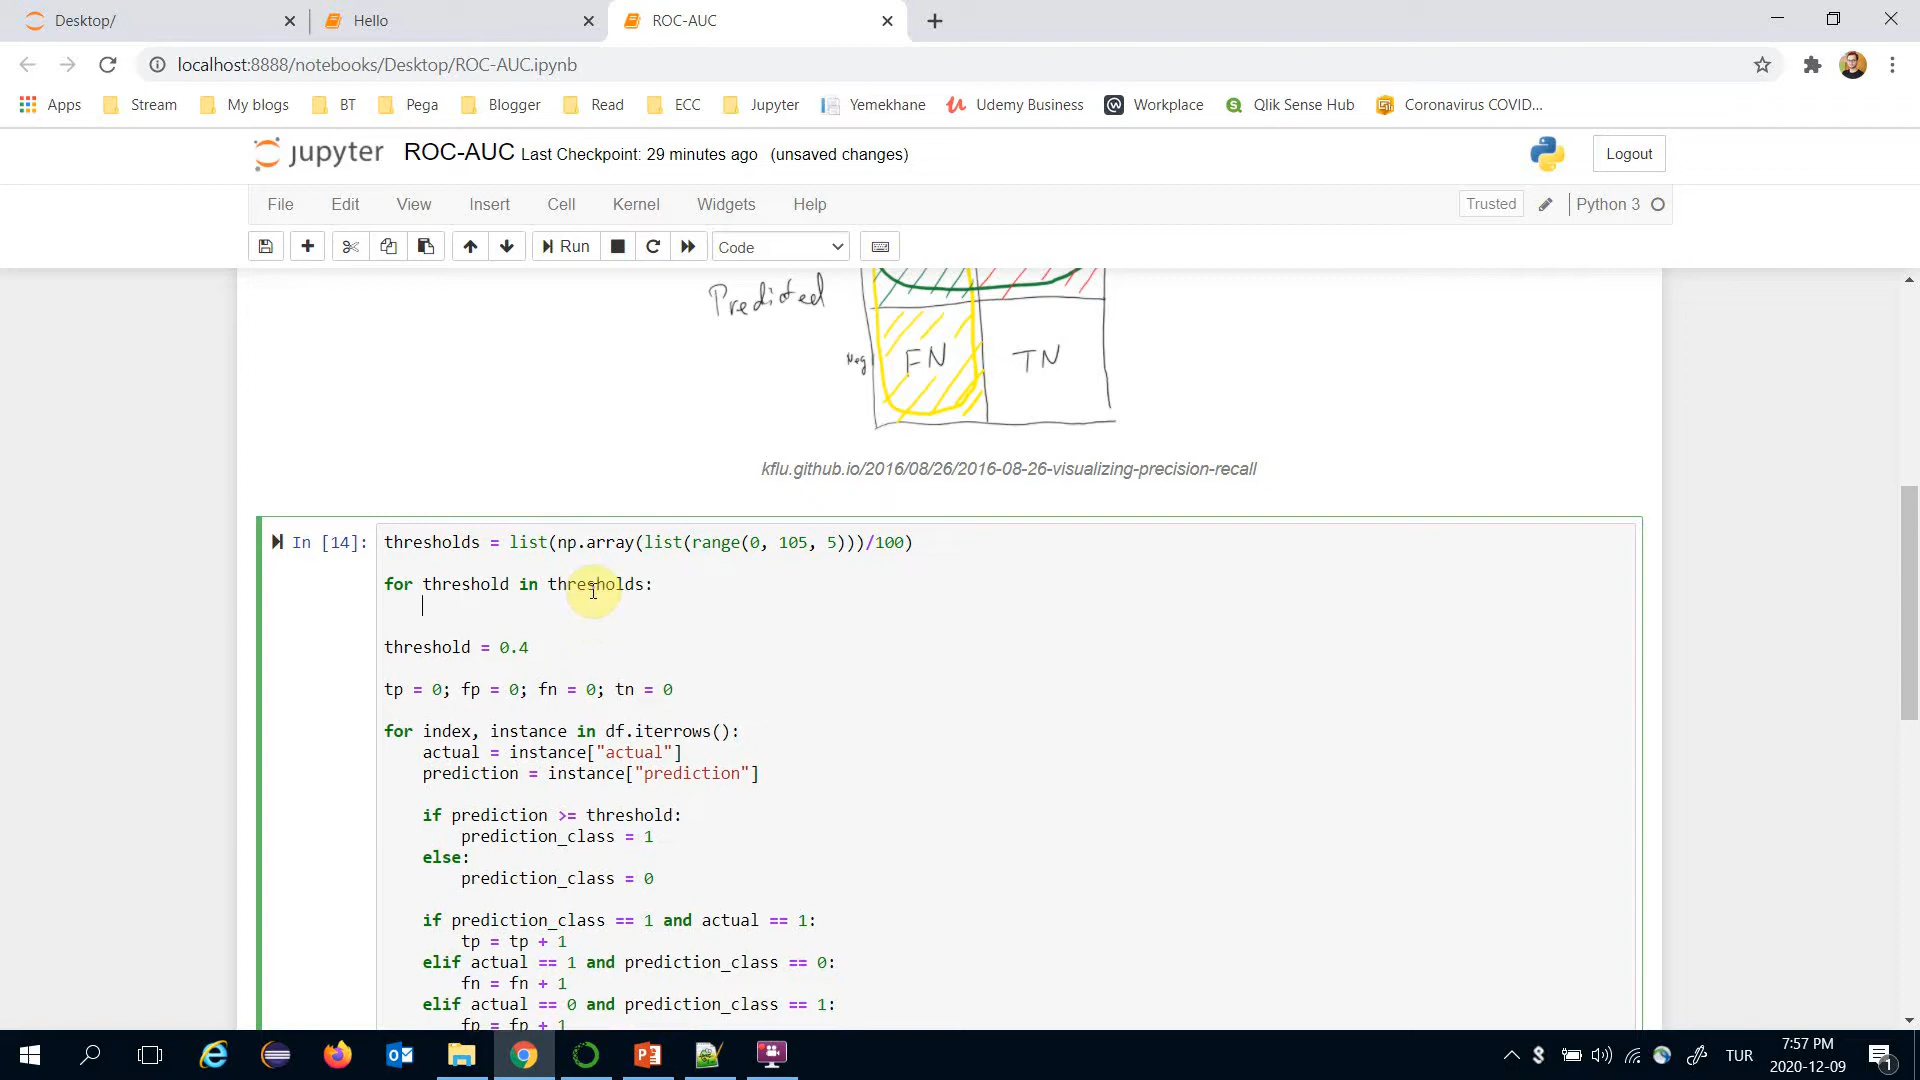 Desktop/
Hello
ROC-AUC
localhost:8888/notebooks/Desktop/ROC-AUC.ipynb
Apps Stream My blogs BT Pega Blogger Read ECC Jupyter Yemekhane Udemy Business Workplace Qlik Sense Hub Coronavirus COVID...
jupyter ROC-AUC Last Checkpoint: 29 minutes ago (unsaved changes) Logout
File Edit View Insert Cell Kernel Widgets Help Trusted Python 3
Run Code
Predicted
Neg FN TN
kflu.github.io/2016/08/26/2016-08-26-visualizing-precision-recall
In [14]: thresholds = list(np.array(list(range(0, 105, 5)))/100)
for threshold in thresholds:
threshold = 0.4
tp = 0; fp = 0; fn = 0; tn = 0
for index, instance in df.iterrows():
actual = instance["actual"]
prediction = instance["prediction"]
if prediction >= threshold:
prediction_class = 1
else:
prediction_class = 0
if prediction_class == 1 and actual == 1:
tp = tp + 1
elif actual == 1 and prediction_class == 0:
fn = fn + 1
elif actual == 0 and prediction_class == 1:
fp = fp + 1
TUR
7:57 PM
2020-12-09
1